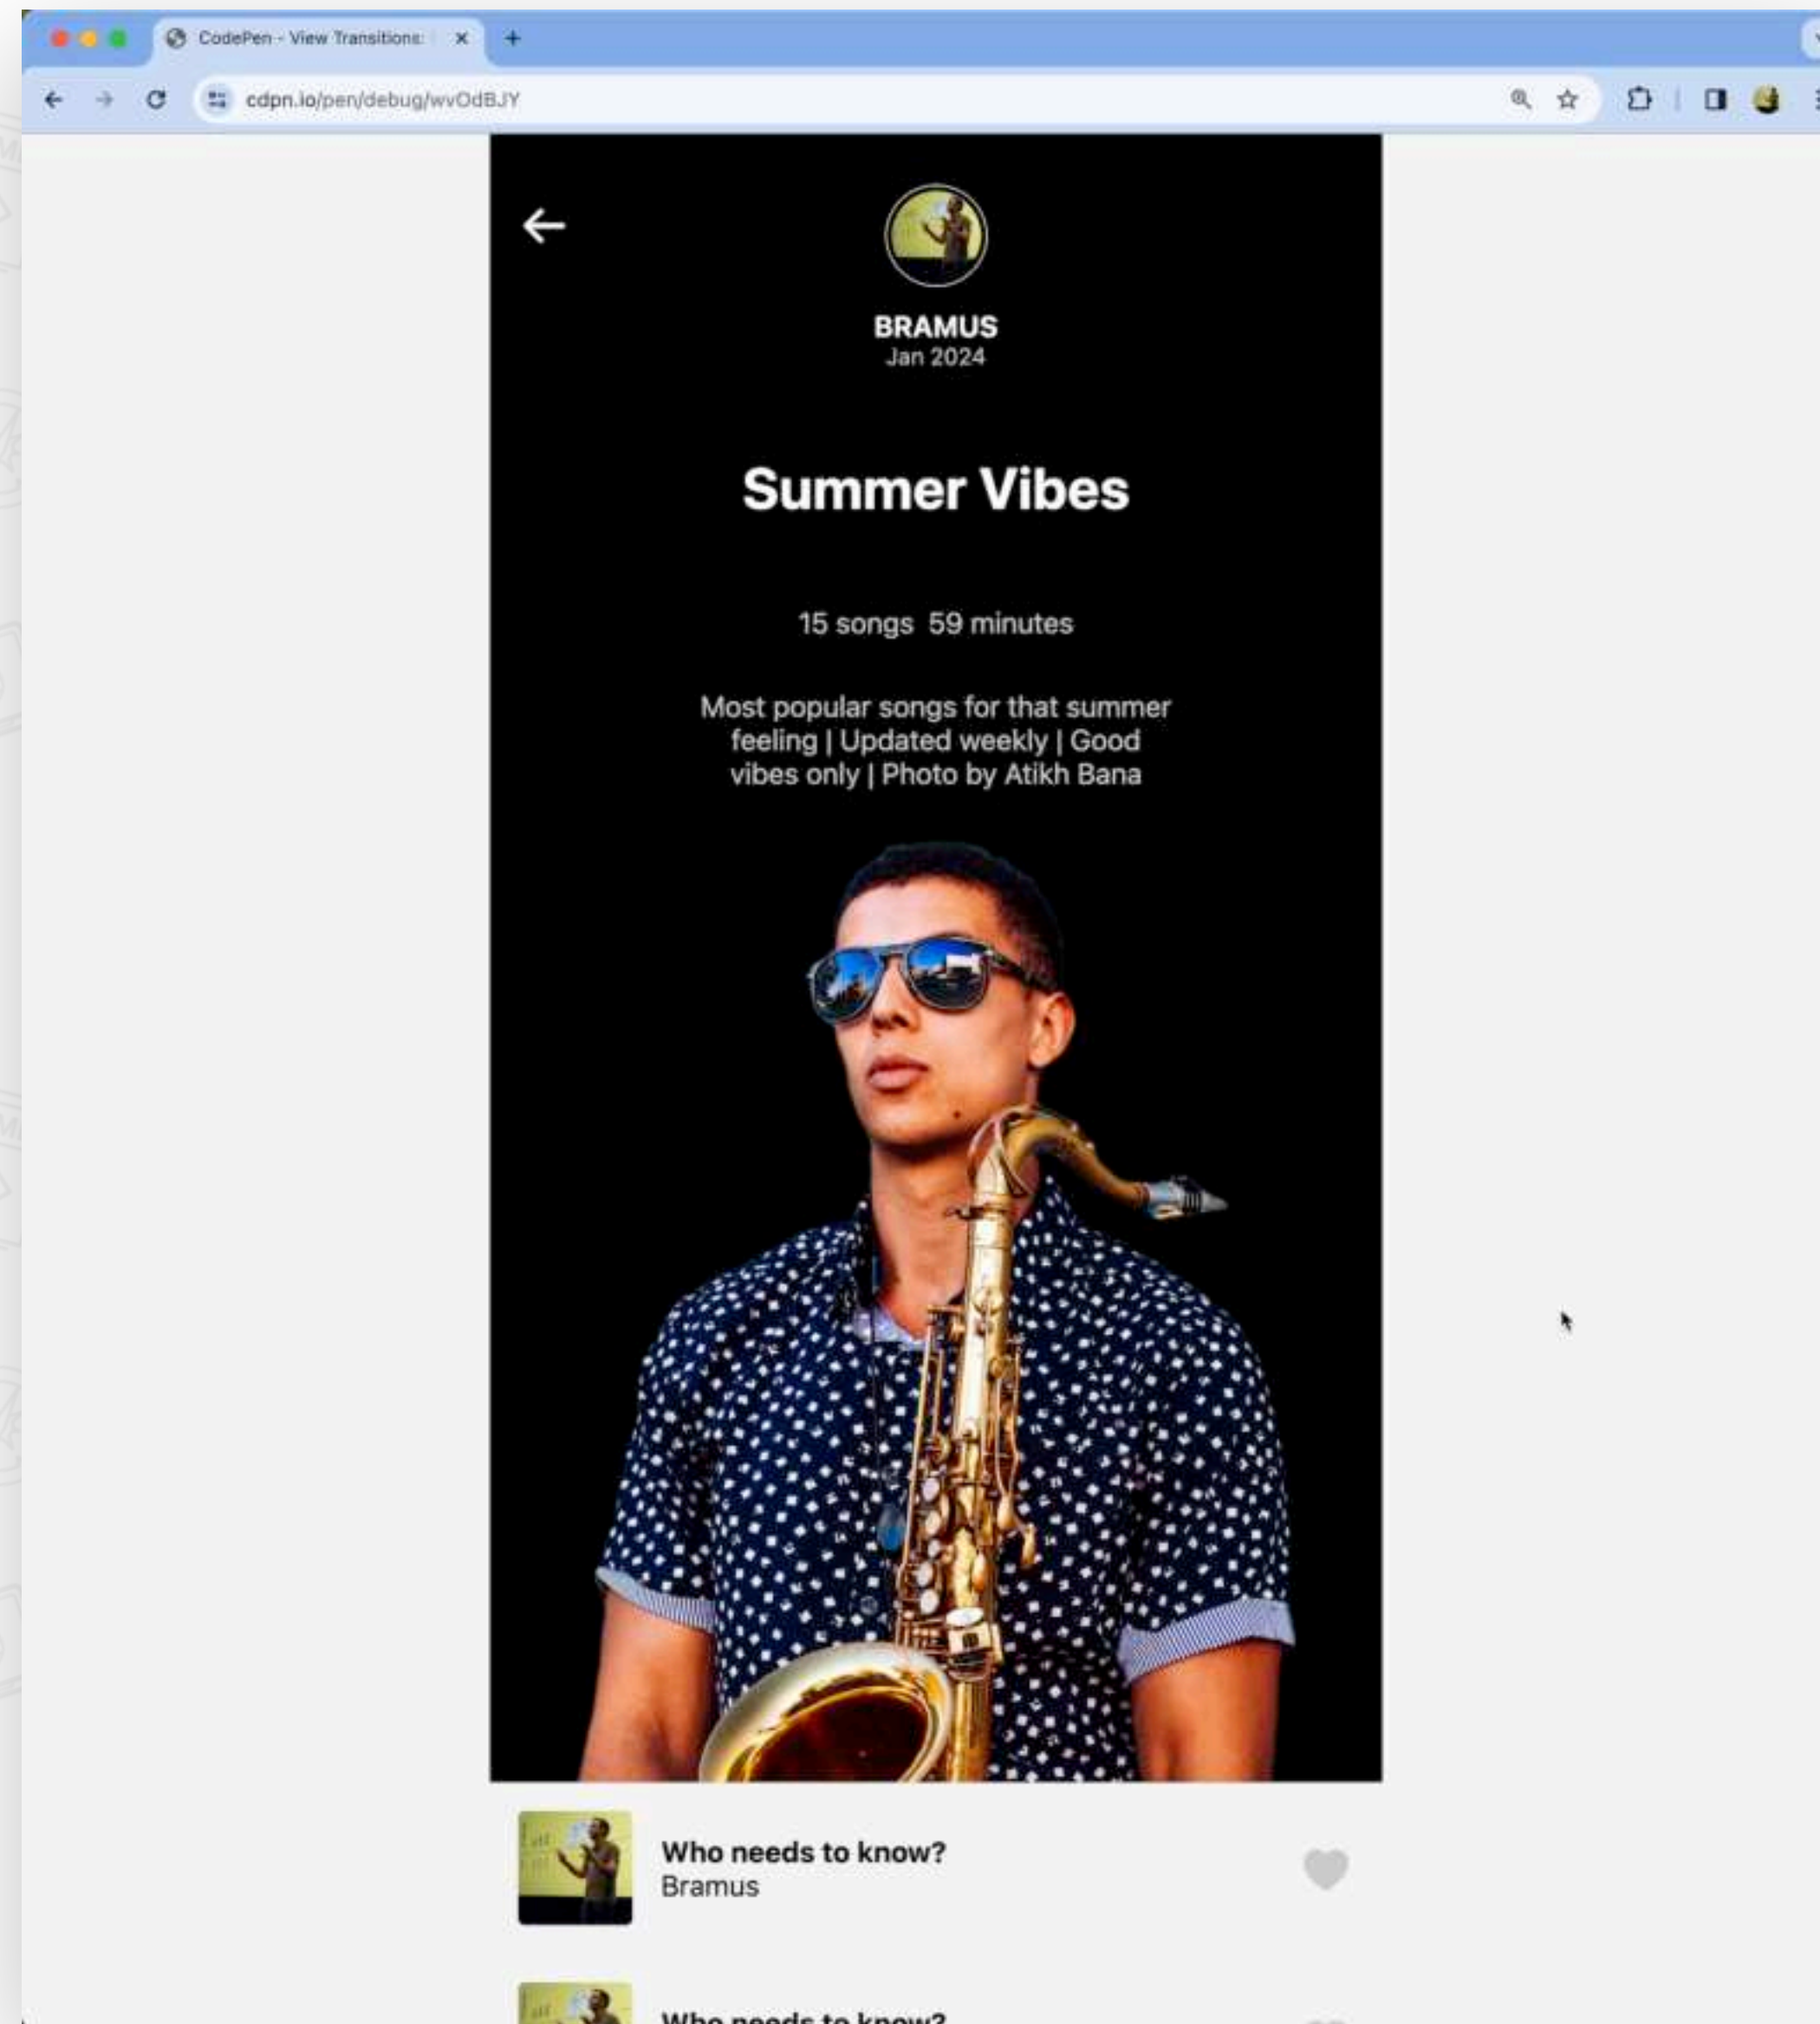 CodePen - View Transitions:
cdpn.io/pen/debug/wvOdBJY
BRAMUS
Jan 2024
Summer Vibes
15 songs 59 minutes
Most popular songs for that summer
feeling | Updated weekly | Good
vibes only | Photo by Atikh Bana
Who needs to know?
Bramus
Who needs to know?